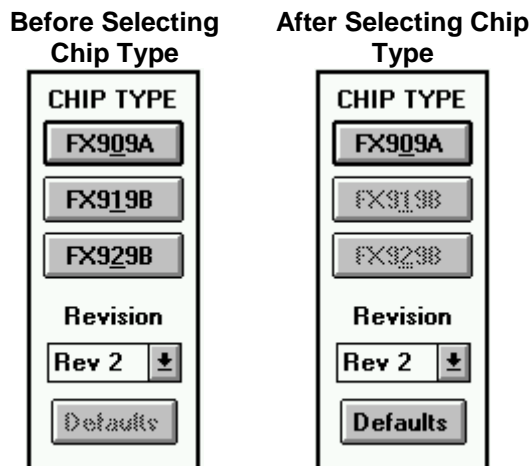 Before Selecting
Chip Type
CHIP TYPE
FX909A
FX919B
FX929B
Revision
Rev 2
Defaults
After Selecting Chip
Type
CHIP TYPE
FX909A
FX919B
FX929B
Revision
Rev 2
Defaults